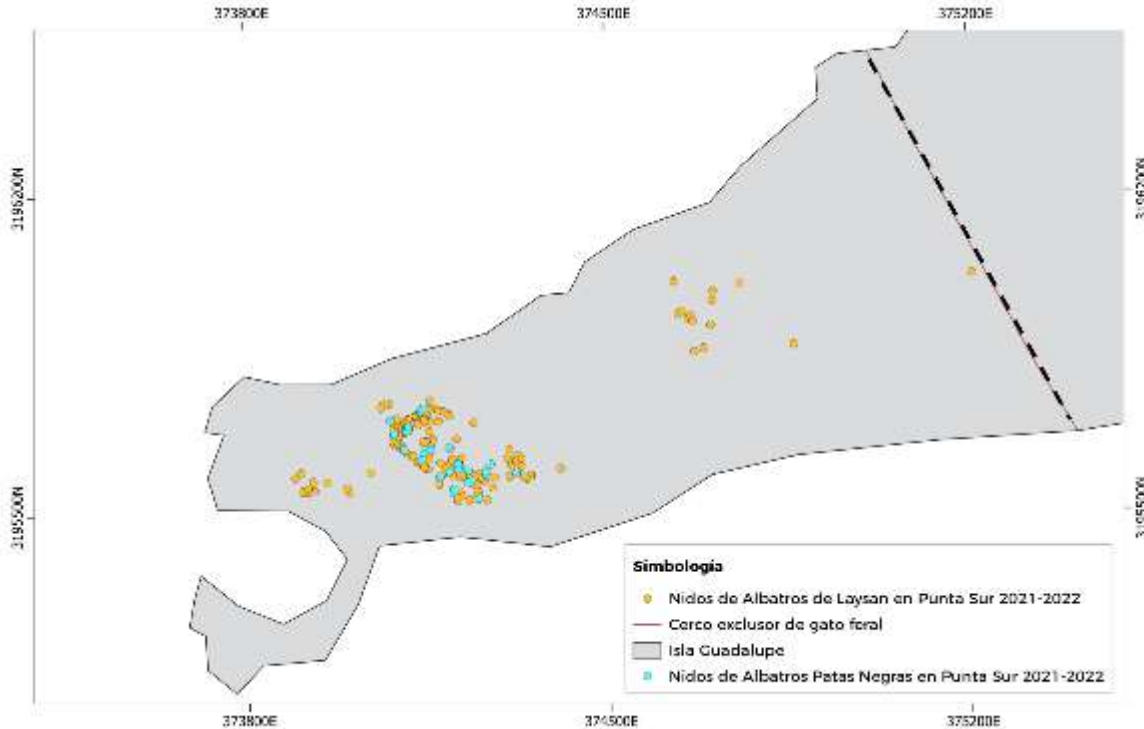 373800E 374500E 375200E
3196200N 3196200N
3195500N 3195500N
Simbología
Nidos de Albatros de Laysan en Punta Sur 2021-2022
Cerco exclusor de gato feral
Isla Guadalupe
Nidos de Albatros Patas Negras en Punta Sur 2021-2022
373800E 374500E 375200E